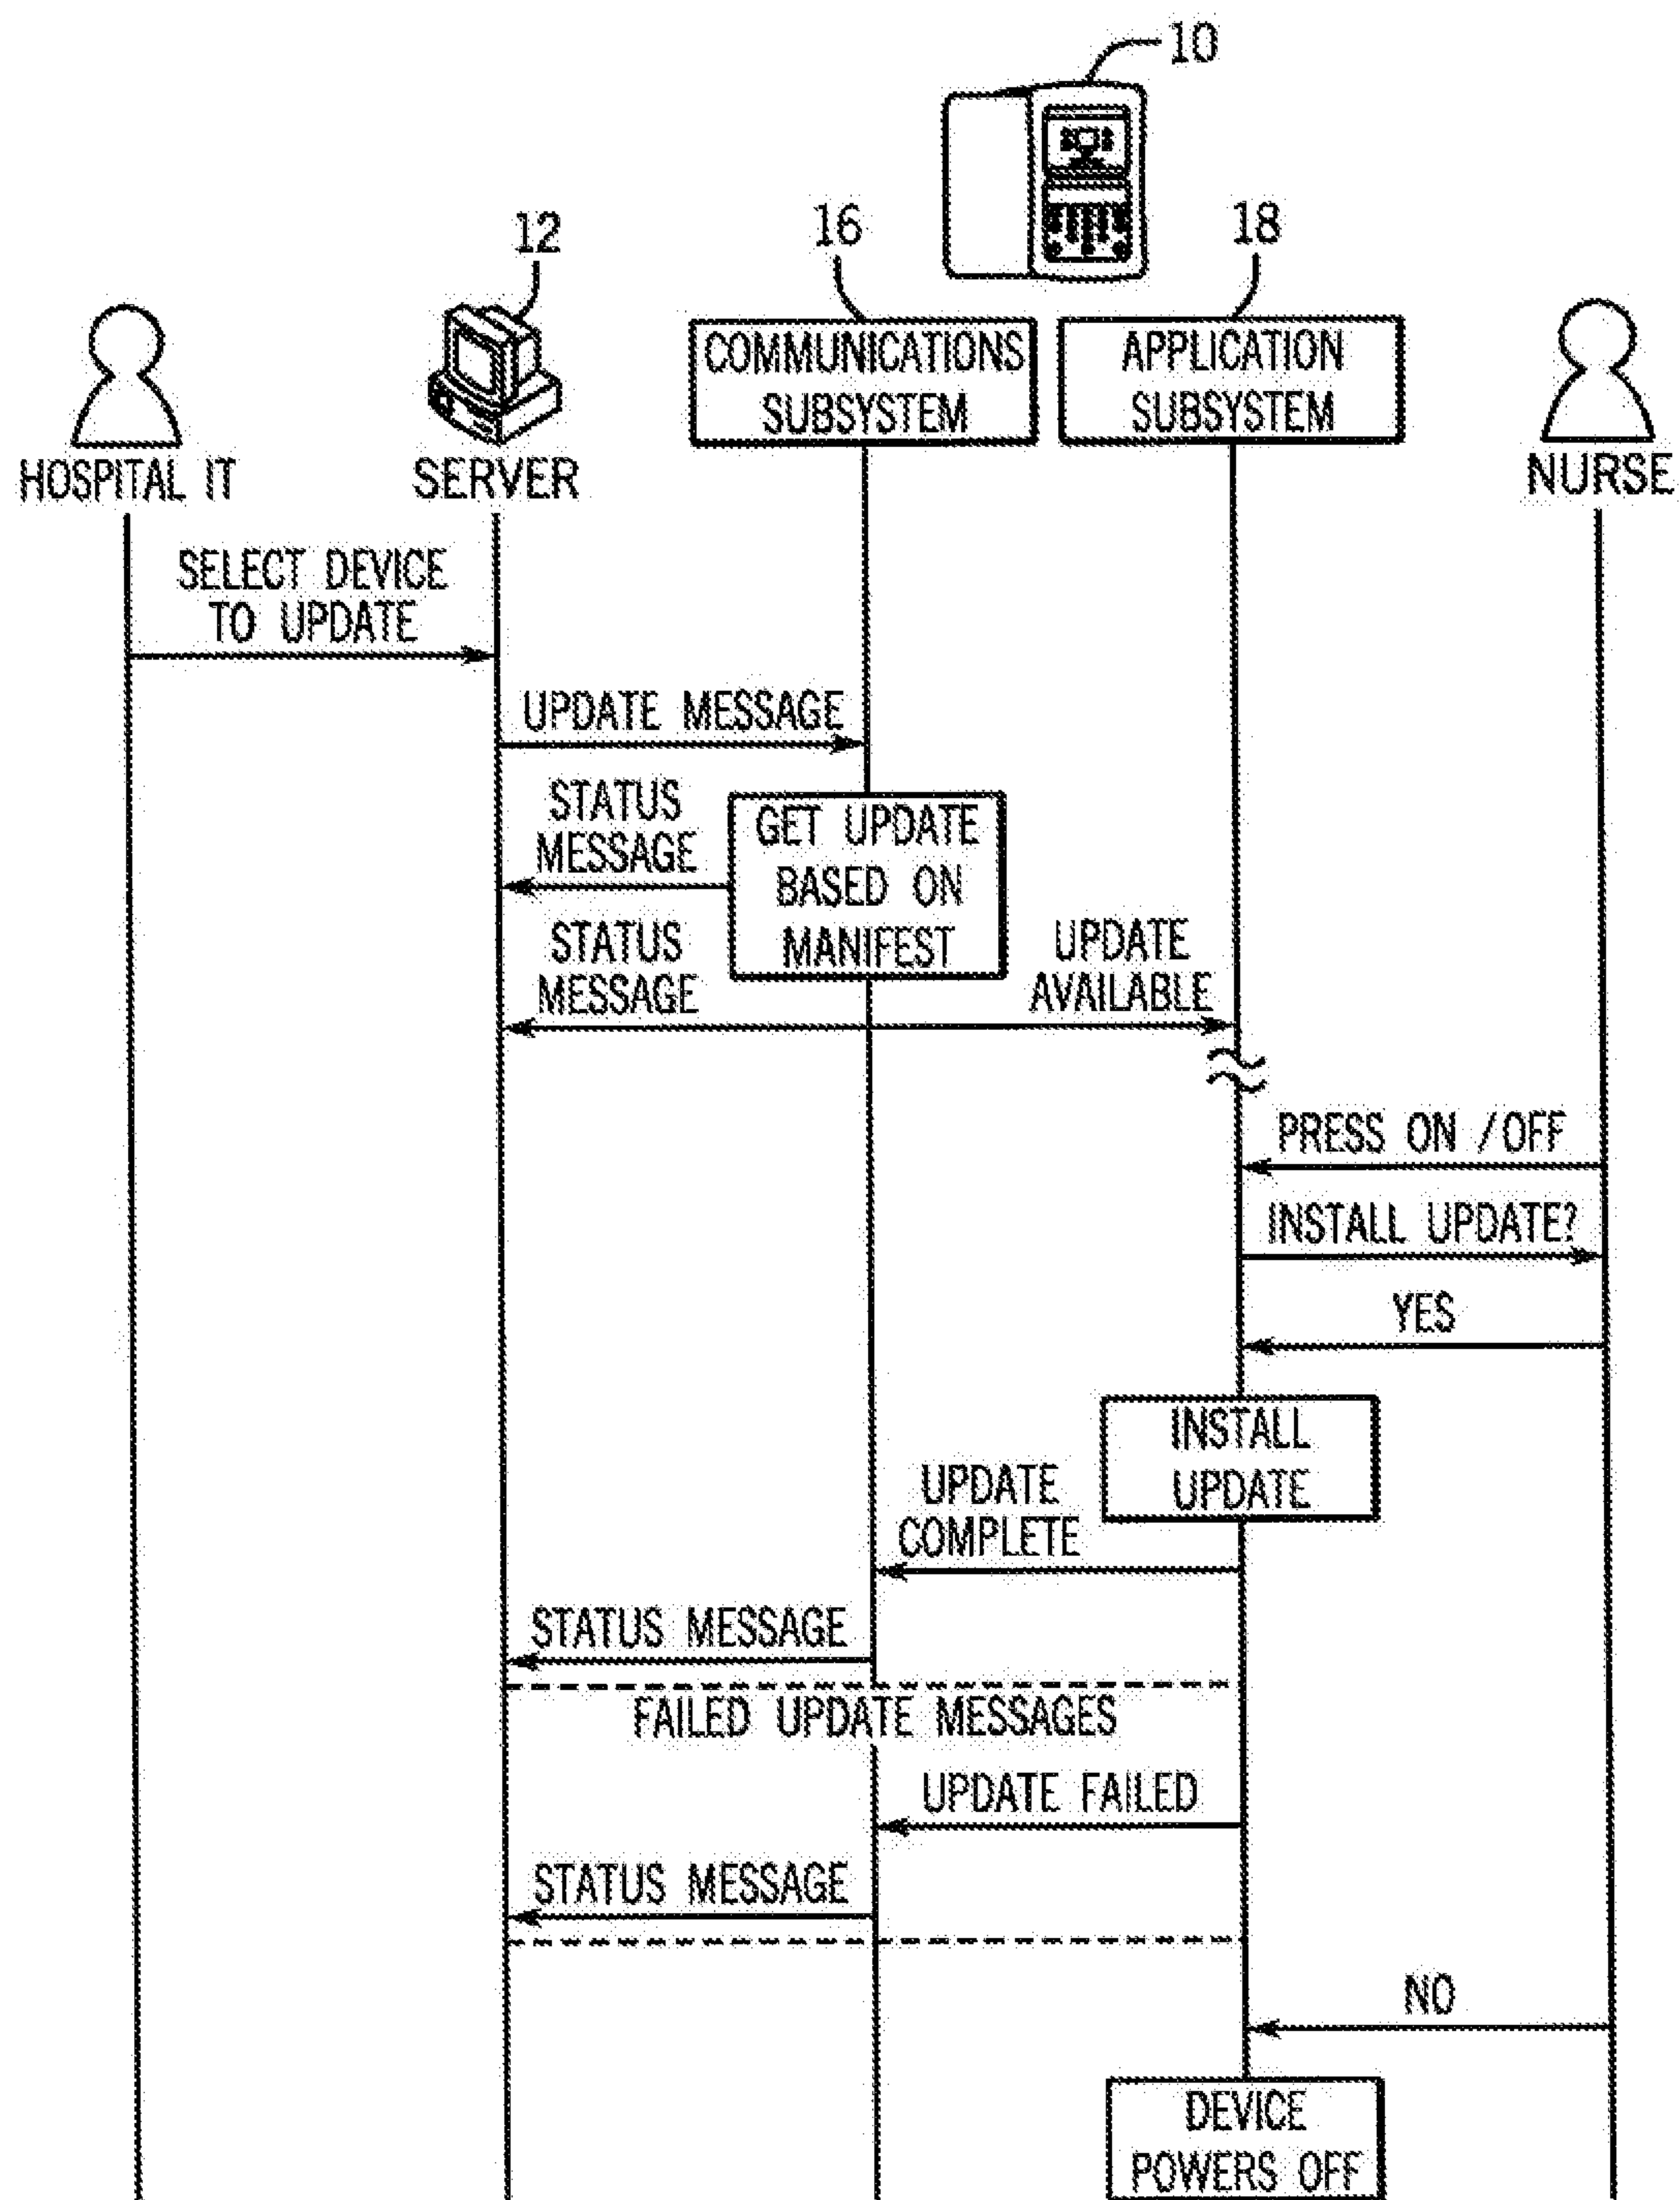 10
12
16
18
COMMUNICATIONS
SUBSYSTEM
APPLICATION
SUBSYSTEM
HOSPITAL IT
SERVER
NURSE
SELECT DEVICE
TO UPDATE
UPDATE MESSAGE
STATUS
MESSAGE
GET UPDATE
BASED ON
MANIFEST
STATUS
MESSAGE
UPDATE
AVAILABLE
PRESS ON /OFF
INSTALL UPDATE?
YES
INSTALL
UPDATE
UPDATE
COMPLETE
STATUS MESSAGE
FAILED UPDATE MESSAGES
UPDATE FAILED
STATUS MESSAGE
NO
DEVICE
POWERS OFF